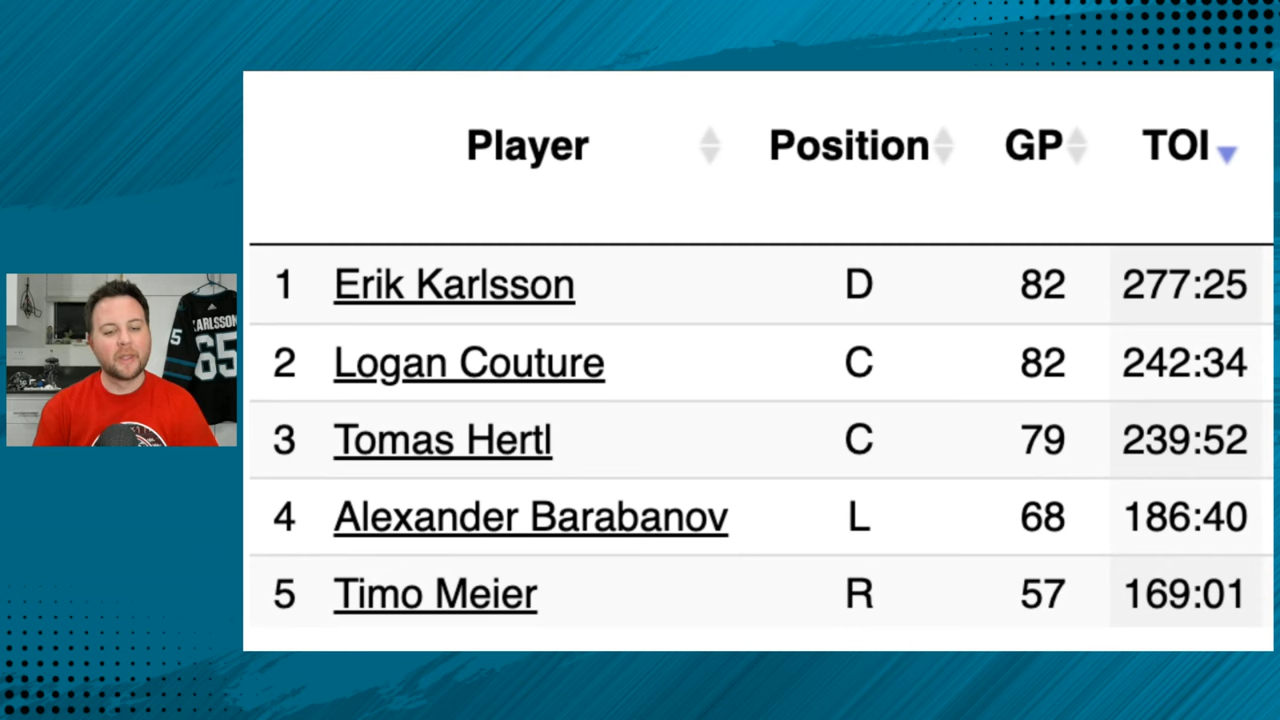 Player Position GP TOI
1 Erik Karlsson D 82 277:25
2 Logan Couture C 82 242:34
3 Tomas Hertl C 79 239:52
4 Alexander Barabanov L 68 186:40
5 Timo Meier R 57 169:01
KARLSSON
65
5